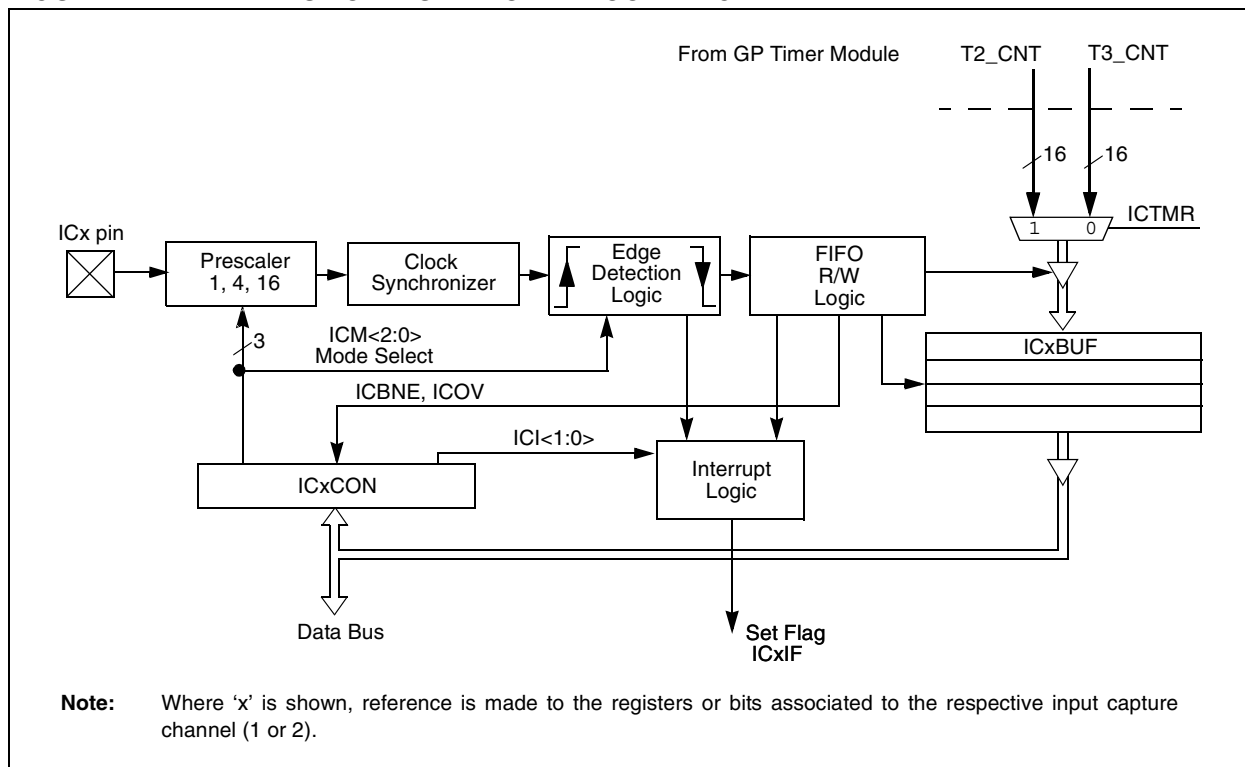 From GP Timer Module
T2_CNT
T3_CNT
16
16
ICx pin
ICTMR
1
0
Prescaler
1, 4, 16
Clock
Synchronizer
Edge
Detection
Logic
FIFO
R/W
Logic
3
ICM<2:0>
Mode Select
ICxBUF
ICBNE, ICOV
ICI<1:0>
ICxCON
Interrupt
Logic
Data Bus
Set Flag
ICxIF
Note: Where ‘x’ is shown, reference is made to the registers or bits associated to the respective input capture
channel (1 or 2).